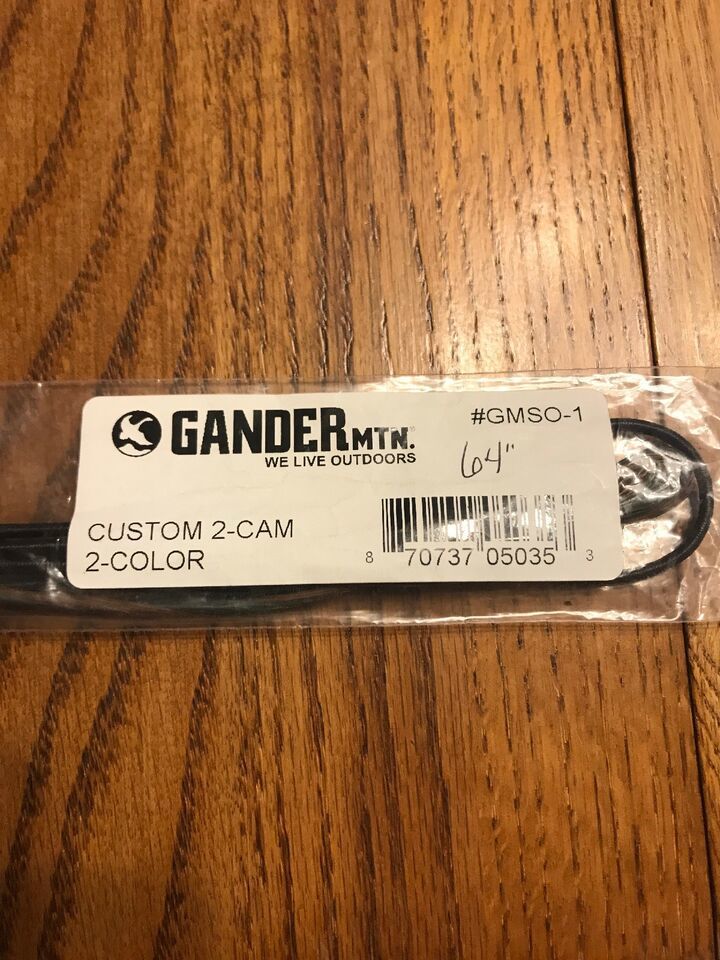 GANDER MTN.
WE LIVE OUTDOORS
#GMSO-1
64"
CUSTOM 2-CAM
2-COLOR
8 70737 05035 3